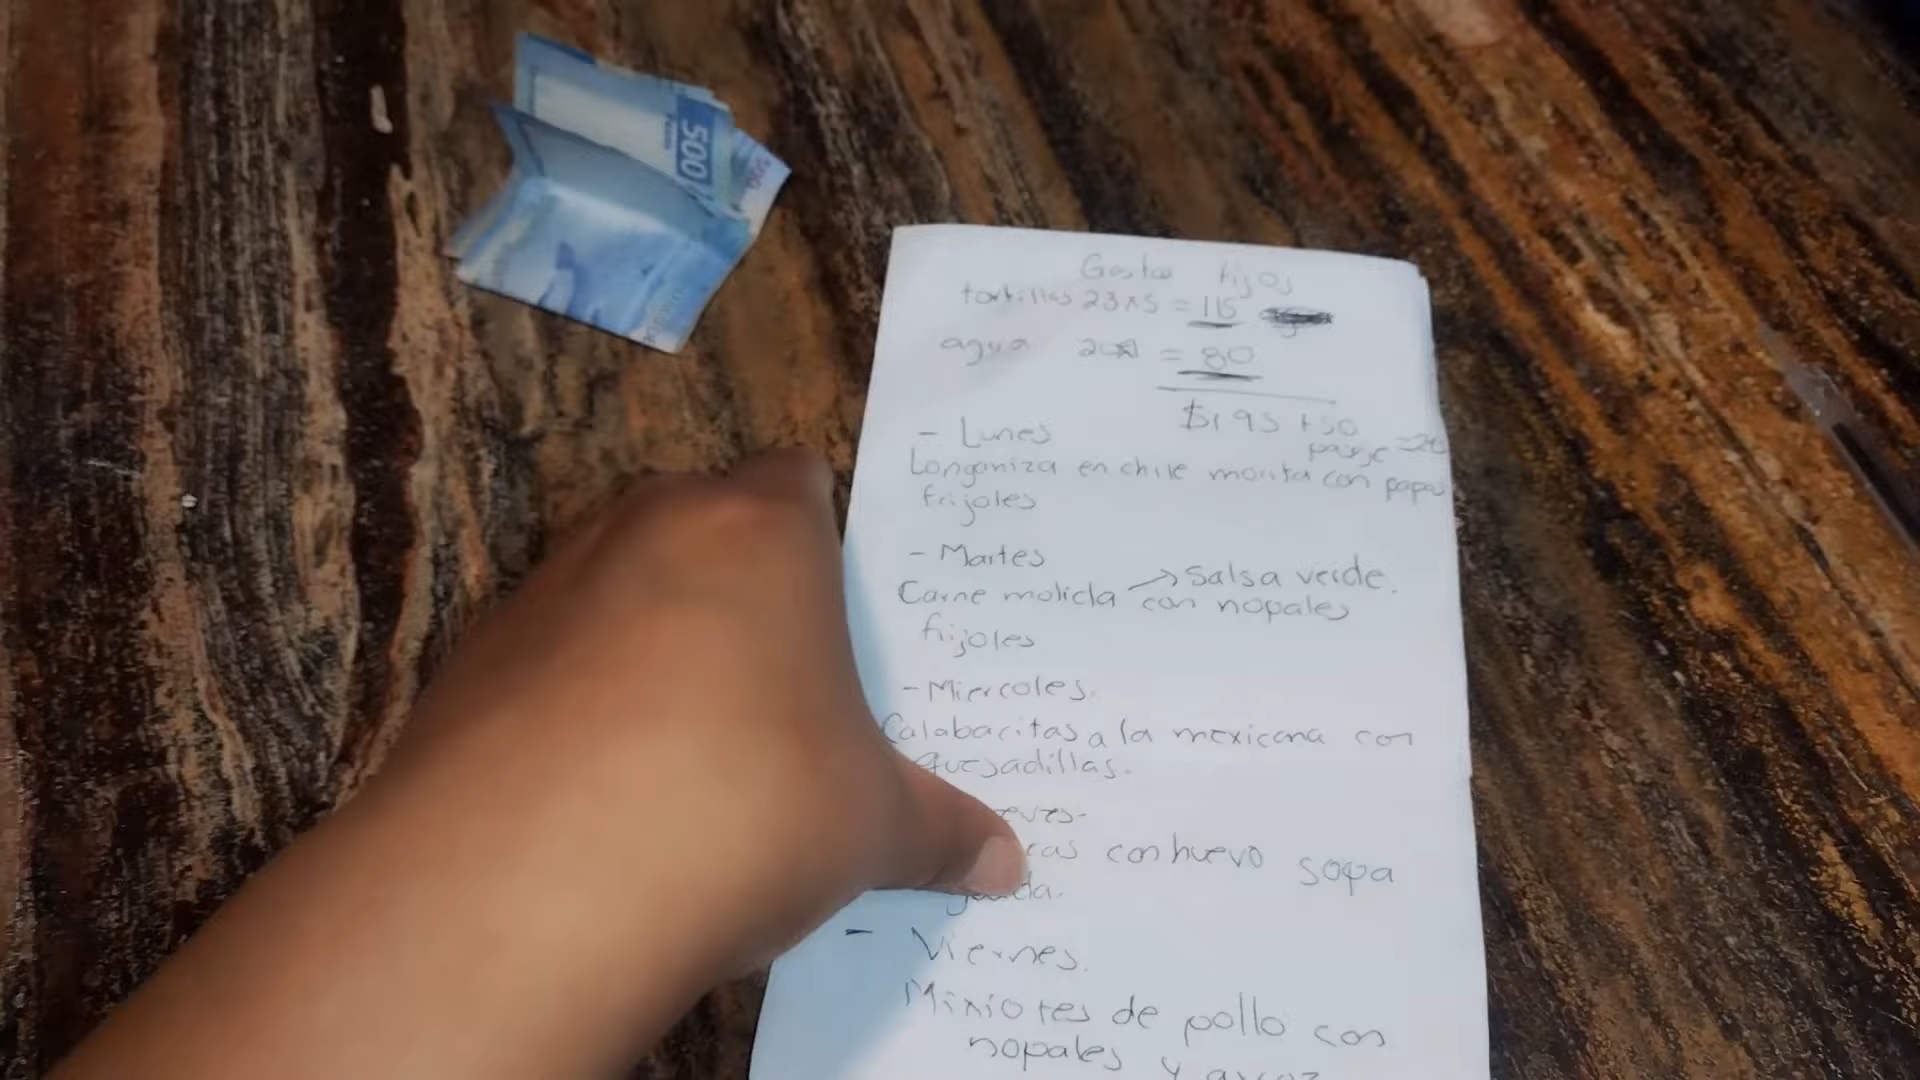 500
500
Gastos fijos
tortillas 23x5 = 115
agua = 80
$195 +50
pasaje
- Lunes
Longaniza en chile morita con papas
frijoles
- Martes
→ Salsa verde.
Carne molida con nopales
frijoles
- Miercoles.
Calabacitas a la mexicana con
quesadillas.
con huevo sopa
- Viernes.
Mixiotes de pollo con
nopales y arroz